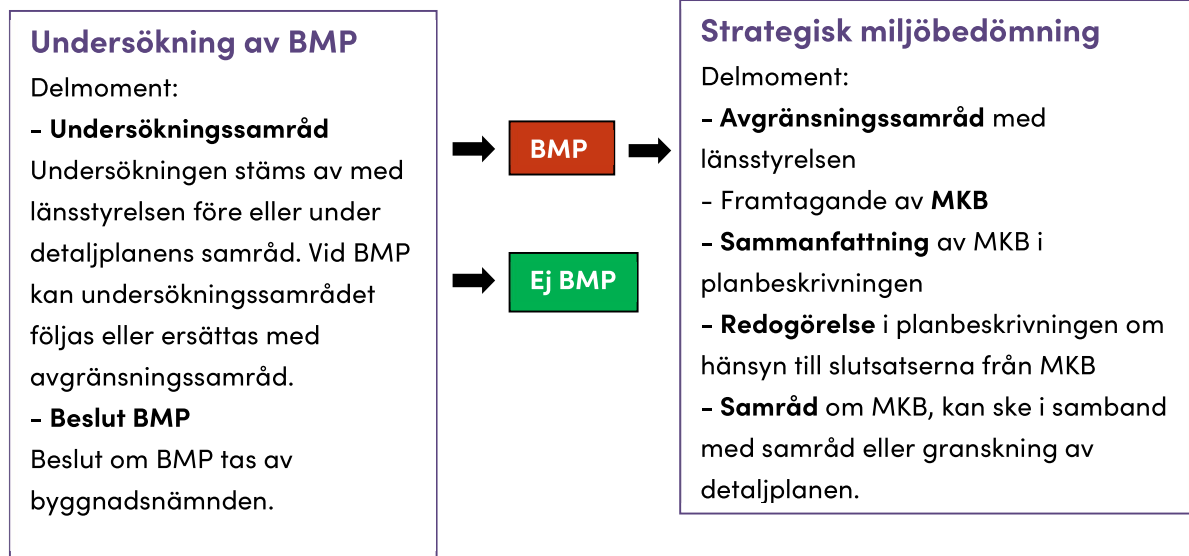 Undersökning av BMP
Delmoment:
- Undersökningssamråd
Undersökningen stäms av med
länsstyrelsen före eller under
detaljplanens samråd. Vid BMP
kan undersökningssamrådet
följas eller ersättas med
avgränsningssamråd.
- Beslut BMP
Beslut om BMP tas av
byggnadsnämnden.
BMP
Ej BMP
Strategisk miljöbedömning
Delmoment:
- Avgränsningssamråd med
länsstyrelsen
- Framtagande av MKB
- Sammanfattning av MKB i
planbeskrivningen
- Redogörelse i planbeskrivningen om
hänsyn till slutsatserna från MKB
- Samråd om MKB, kan ske i samband
med samråd eller granskning av
detaljplanen.